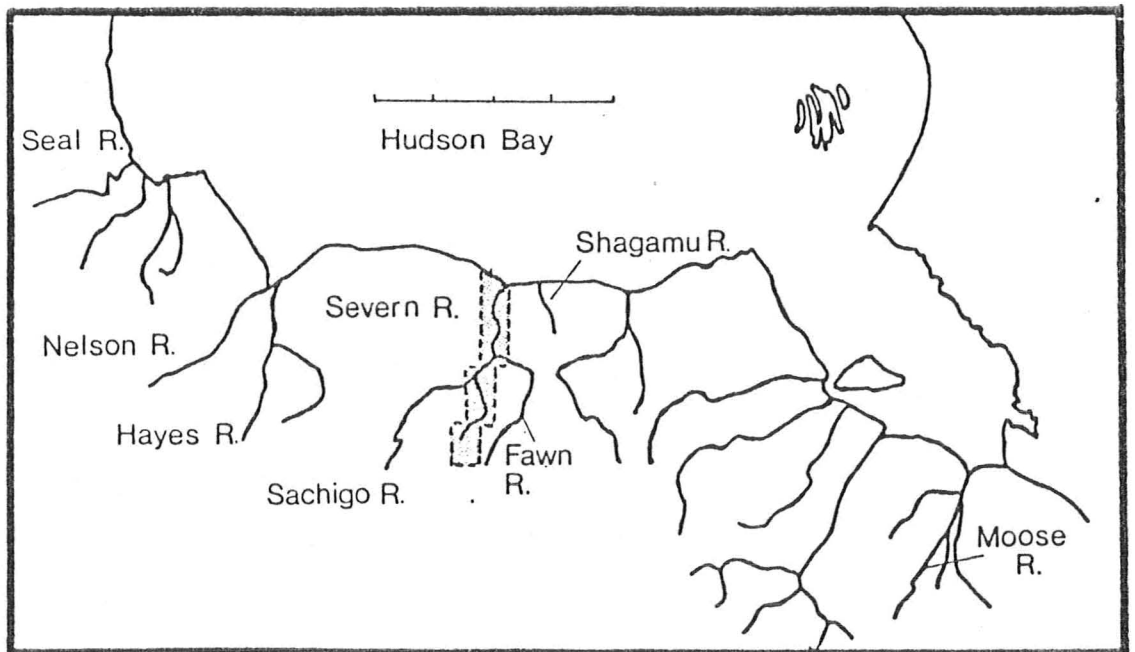 Seal R.
Hudson Bay
Shagamu R.
Severn R.
Nelson R.
Hayes R.
Fawn
R.
Sachigo R.
Moose
R.